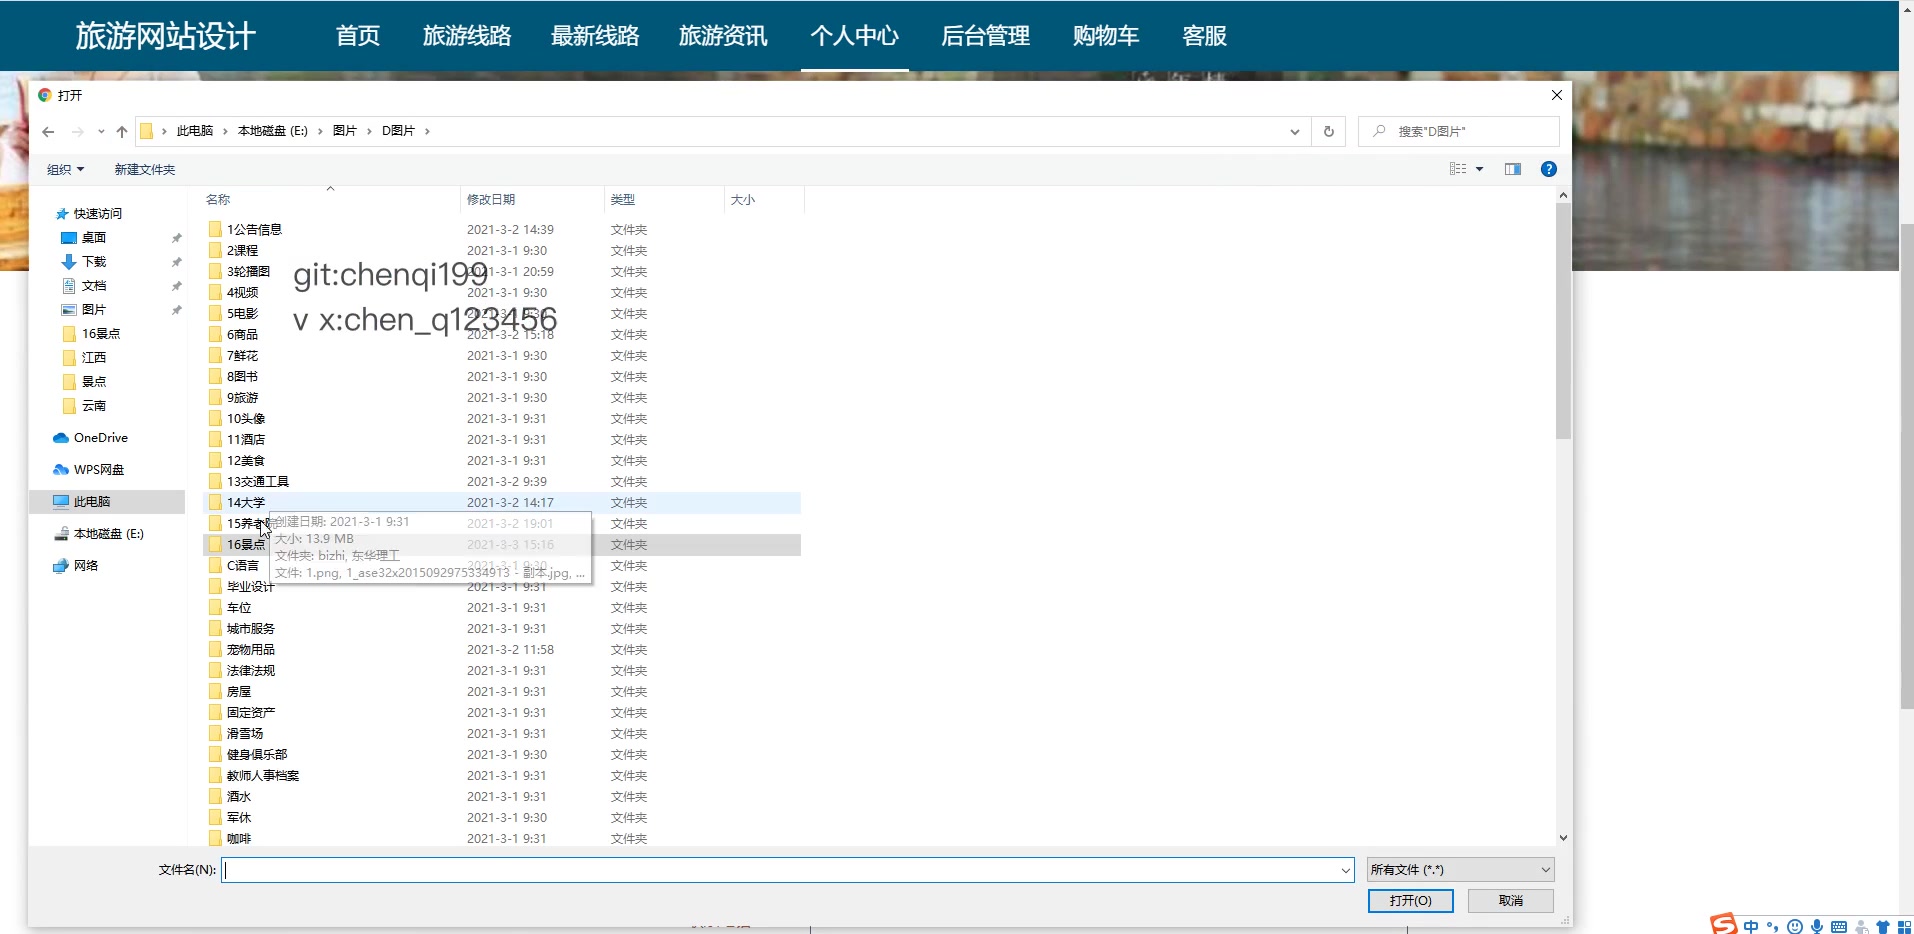 旅游网站设计 首页 旅游线路 最新线路 旅游资讯 个人中心 后台管理 购物车 客服
打开
此电脑 本地磁盘 (E:) 图片 D图片 搜索"D图片"
组织 新建文件夹
名称 修改日期 类型 大小
快速访问
桌面
下载
文档
图片
16景点
江西
景点
云南
OneDrive
WPS网盘
此电脑
本地磁盘 (E:)
网络
1公告信息 2021-3-2 14:39 文件夹
2课程 2021-3-1 9:30 文件夹
3轮播图 2021-3-1 20:59 文件夹
4视频 2021-3-1 9:30 文件夹
5电影 2021-3-1 9:30 文件夹
6商品 2021-3-2 15:18 文件夹
7鲜花 2021-3-1 9:30 文件夹
8图书 2021-3-1 9:30 文件夹
9旅游 2021-3-1 9:30 文件夹
10头像 2021-3-1 9:31 文件夹
11酒店 2021-3-1 9:31 文件夹
12美食 2021-3-1 9:31 文件夹
13交通工具 2021-3-2 9:39 文件夹
14大学 2021-3-2 14:17 文件夹
15养老院 2021-3-2 19:01 文件夹
16景点 2021-3-3 15:16 文件夹
C语言 文件夹
毕业设计 2021-3-1 9:31 文件夹
车位 2021-3-1 9:31 文件夹
城市服务 2021-3-1 9:31 文件夹
宠物用品 2021-3-2 11:58 文件夹
法律法规 2021-3-1 9:31 文件夹
房屋 2021-3-1 9:31 文件夹
固定资产 2021-3-1 9:31 文件夹
滑雪场 2021-3-1 9:31 文件夹
健身俱乐部 2021-3-1 9:30 文件夹
教师人事档案 2021-3-1 9:31 文件夹
酒水 2021-3-1 9:31 文件夹
军休 2021-3-1 9:30 文件夹
咖啡 2021-3-1 9:31 文件夹
git:chenqi199
v x:chen_q123456
创建日期: 2021-3-1 9:31
大小: 13.9 MB
文件夹: bizhi, 东华理工
文件: 1.png, 1_ase32x2015092975334913 - 副本.jpg, ...
文件名(N): 所有文件 (*.*)
打开(O) 取消
中